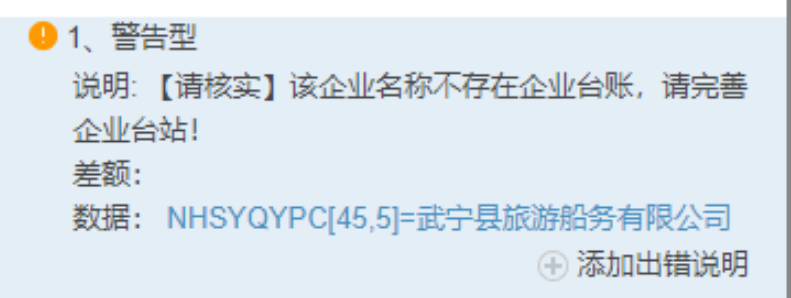 1、警告型
说明: 【请核实】该企业名称不存在企业台账，请完善
企业台站！
差额：
数据： NHSYQYPC[45,5]=武宁县旅游船务有限公司
添加出错说明